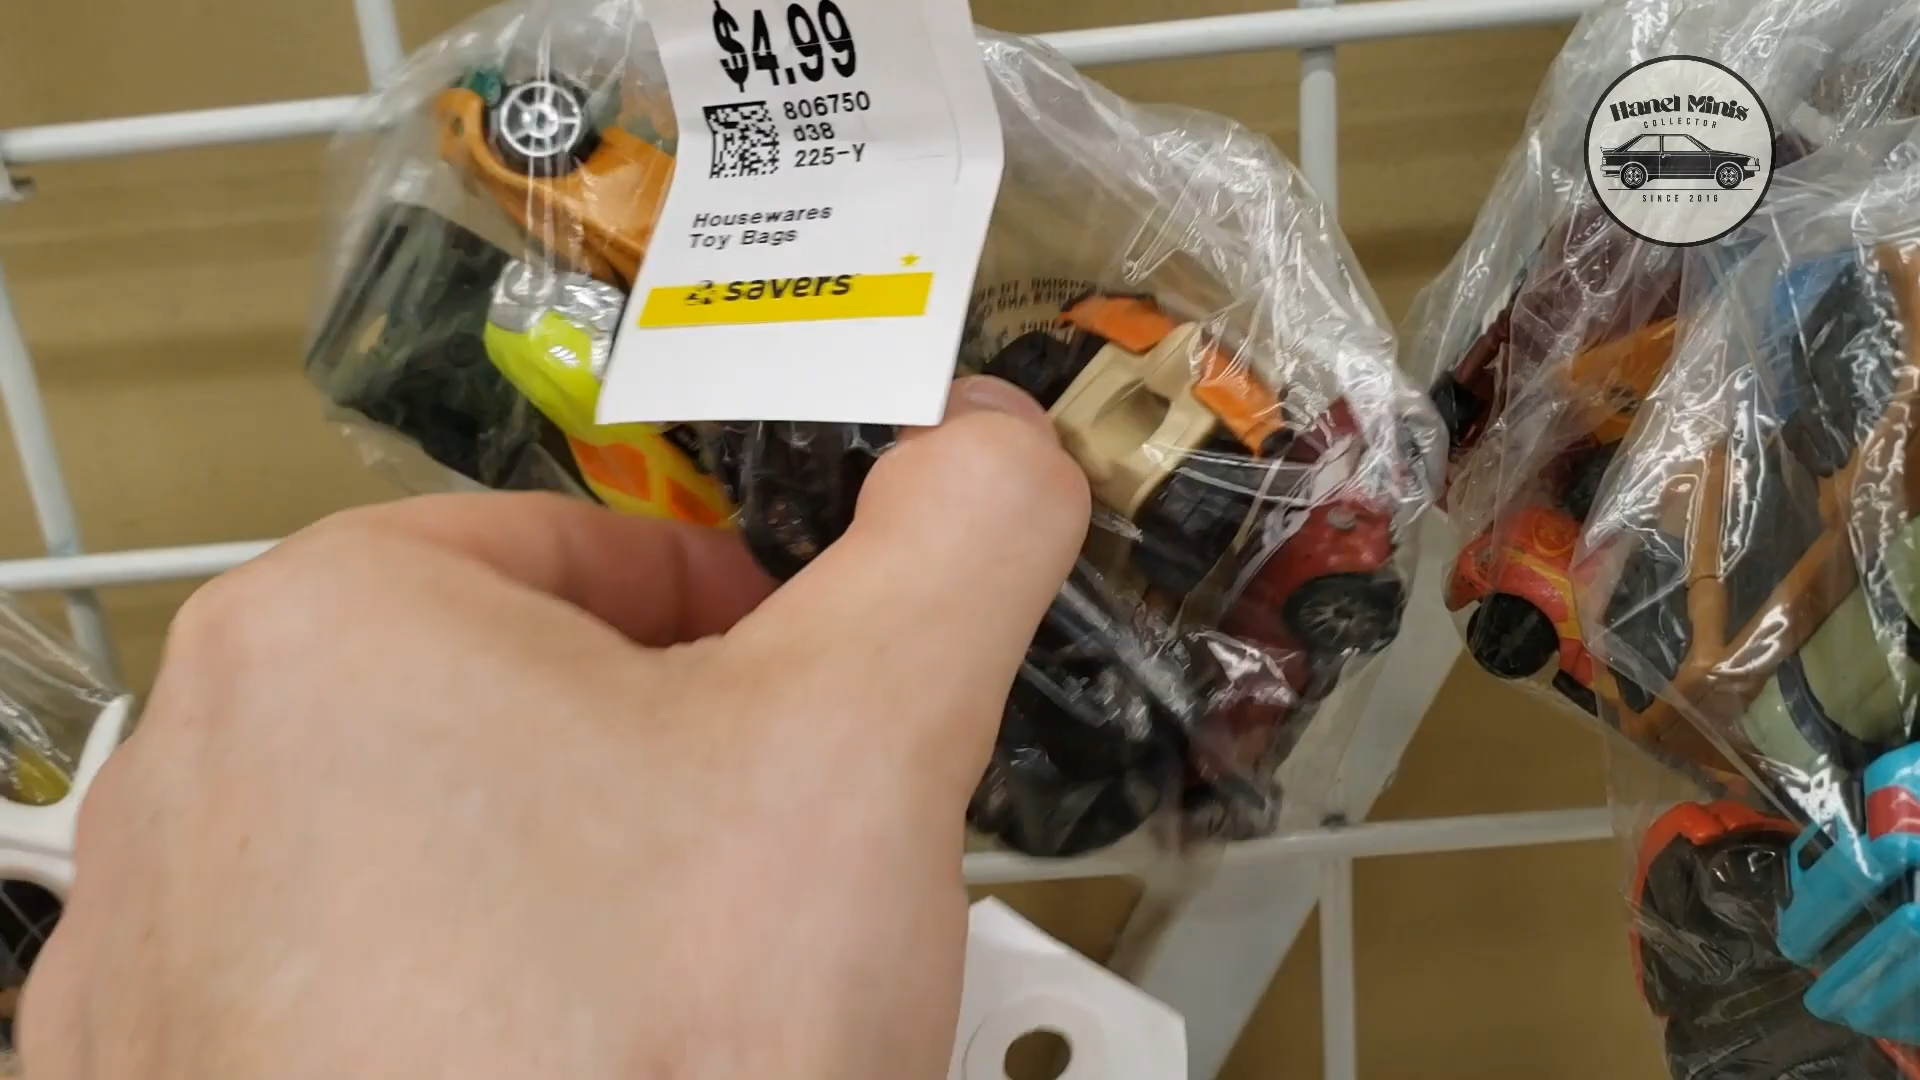 $4.99
806750
d38
225-Y
Housewares
Toy Bags
savers
Hanel Minis
COLLECTOR
SINCE 2016